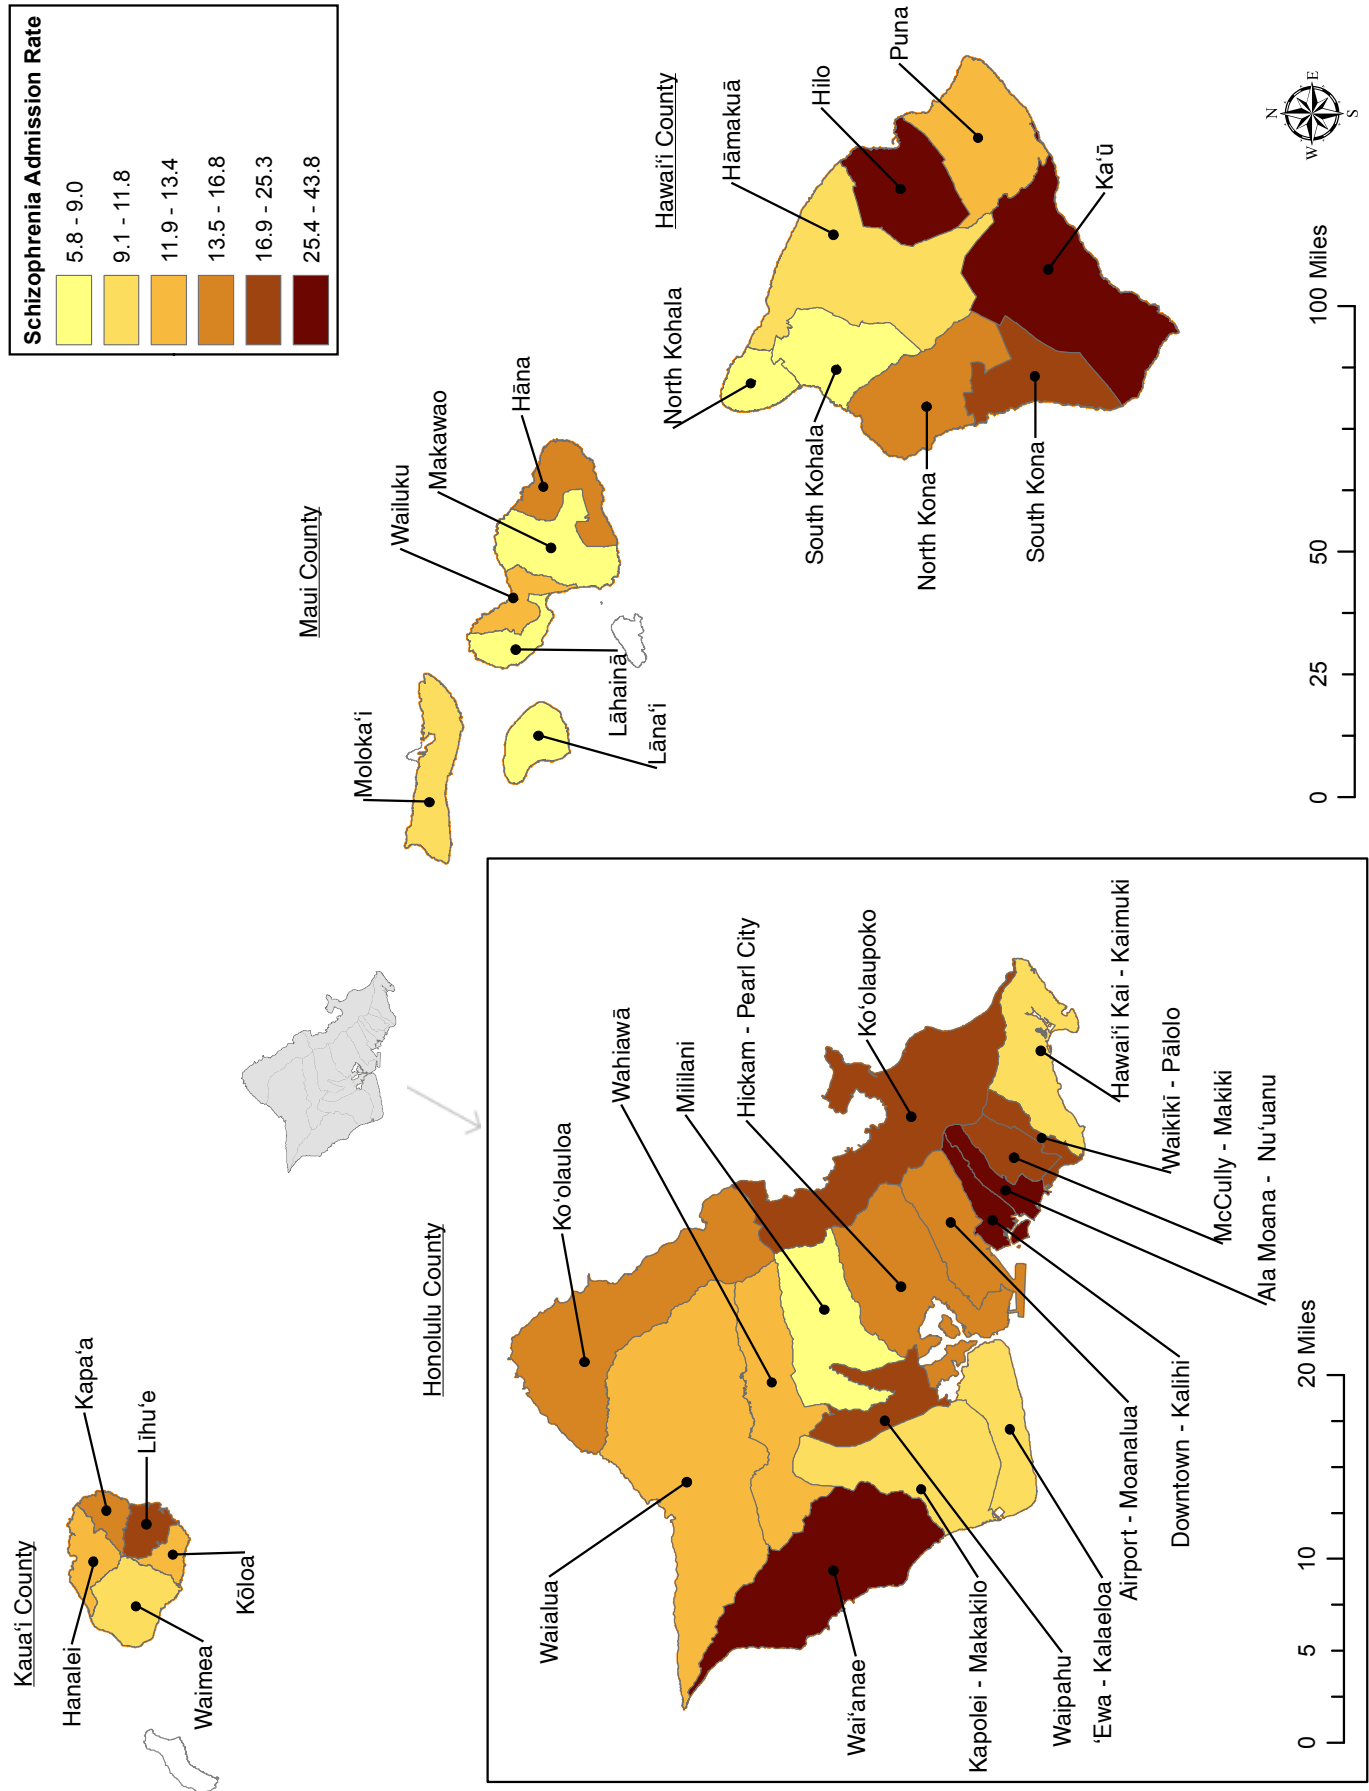 Schizophrenia Admission Rate
5.8 - 9.0
9.1 - 11.8
11.9 - 13.4
13.5 - 16.8
16.9 - 25.3
25.4 - 43.8
Kauaʻi County
Hanalei
Kapaʻa
Līhuʻe
Waimea
Kōloa
Honolulu County
Koʻolauloa
Wahiawā
Mililani
Hickam - Pearl City
Koʻolaupoko
Waialua
Waiʻanae
Kapolei - Makakilo
Waipahu
ʻEwa - Kalaeloa
Airport - Moanalua
Downtown - Kalihi
Ala Moana - Nuʻuanu
McCully - Makiki
Waikīkī - Pālolo
Hawaiʻi Kai - Kaimuki
0 5 10 20 Miles
Maui County
Molokaʻi
Wailuku
Makawao
Hāna
Lāhainā
Lānaʻi
Hawaiʻi County
North Kohala
Hāmakuā
Hilo
Puna
South Kohala
North Kona
South Kona
Kaʻū
0 25 50 100 Miles
N
W E
S